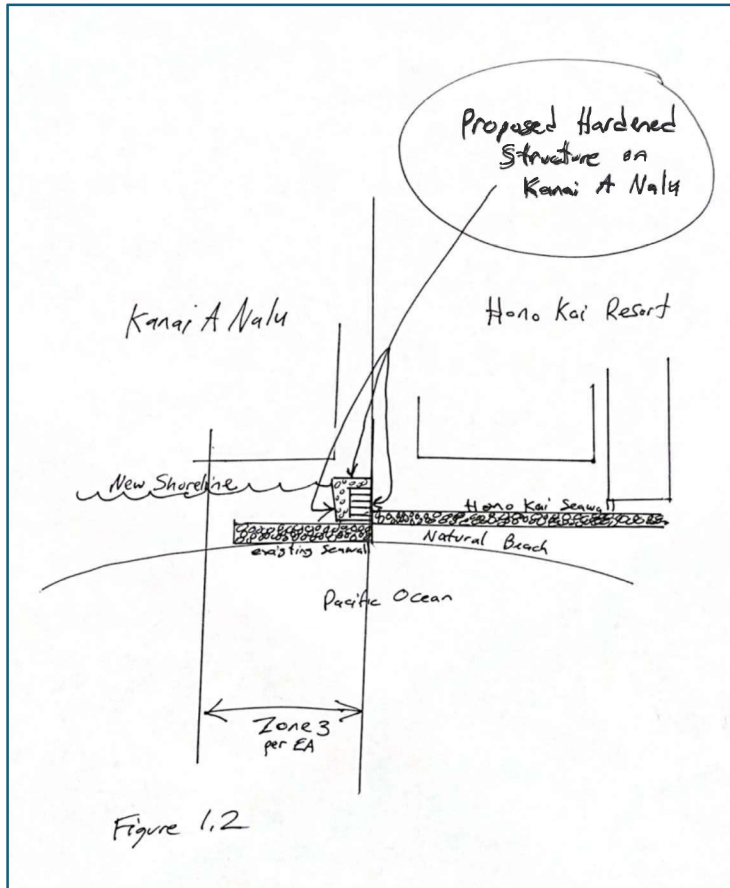 Proposed Hardened
Structure on
Kanai A Nalu
Kanai A Nalu
Hono Kai Resort
New Shoreline
Hono Kai Seawall
exaisting seawall
Natural Beach
Pacific Ocean
Zone 3
per EA
Figure 1.2